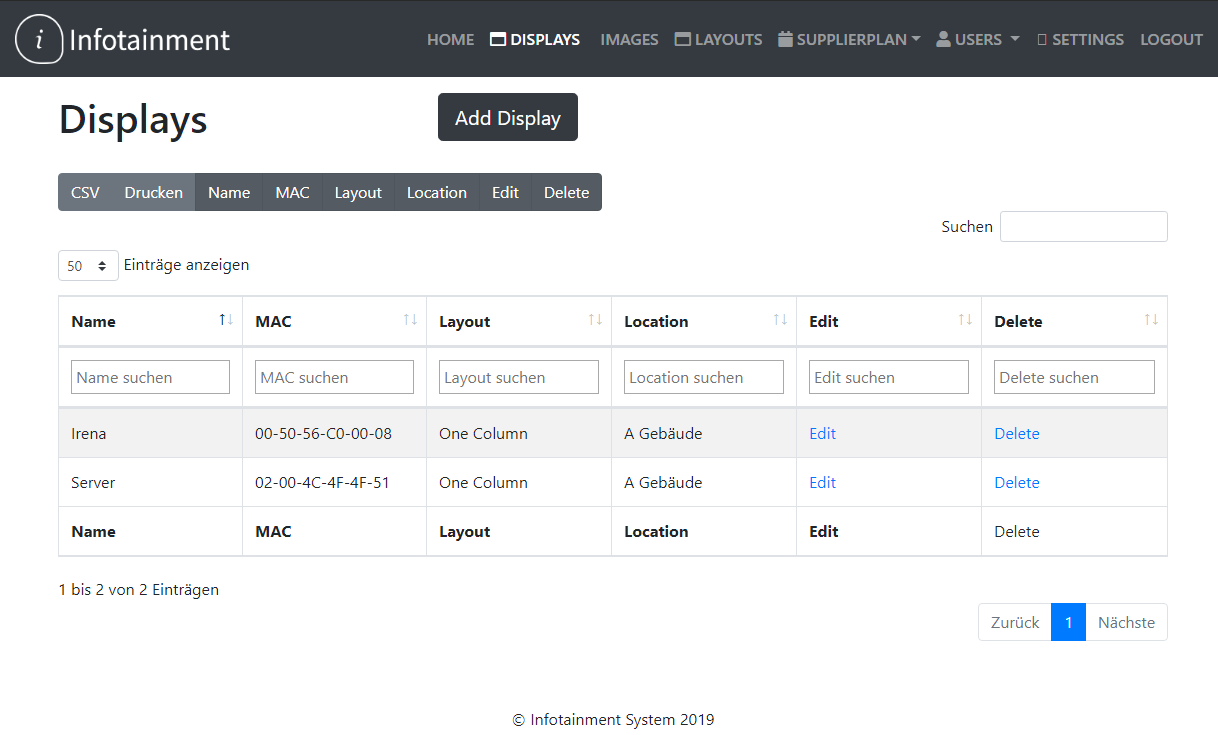 i Infotainment HOME DISPLAYS IMAGES LAYOUTS SUPPLIERPLAN USERS SETTINGS LOGOUT
Displays Add Display
CSV Drucken Name MAC Layout Location Edit Delete
Suchen
50 Einträge anzeigen
Name MAC Layout Location Edit Delete
Name suchen MAC suchen Layout suchen Location suchen Edit suchen Delete suchen
Irena 00-50-56-C0-00-08 One Column A Gebäude Edit Delete
Server 02-00-4C-4F-4F-51 One Column A Gebäude Edit Delete
Name MAC Layout Location Edit Delete
1 bis 2 von 2 Einträgen
Zurück 1 Nächste
© Infotainment System 2019